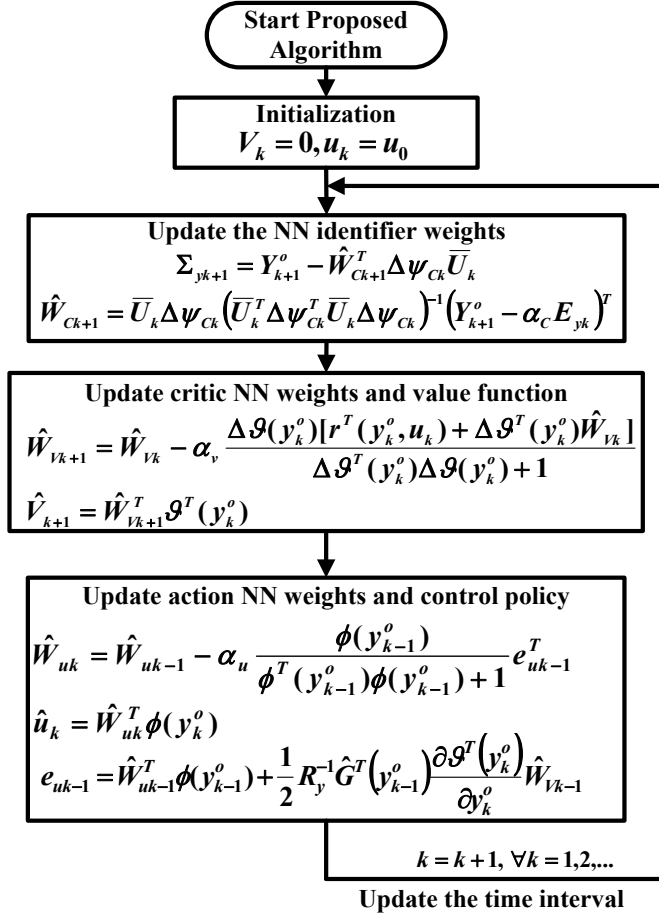 Start Proposed
Algorithm
Initialization
V_k = 0, u_k = u_0
Update the NN identifier weights
Σ_{yk+1} = Y^o_{k+1} − Ŵ^T_{Ck+1} Δψ_{Ck} Ū_k
Ŵ_{Ck+1} = Ū_k Δψ_{Ck} (Ū^T_k Δψ^T_{Ck} Ū_k Δψ_{Ck})^{-1} (Y^o_{k+1} − α_C E_{yk})^T
Update critic NN weights and value function
Ŵ_{Vk+1} = Ŵ_{Vk} − α_v \frac{Δϑ(y^o_k)[r^T(y^o_k, u_k) + Δϑ^T(y^o_k)Ŵ_{Vk}]}{Δϑ^T(y^o_k)Δϑ(y^o_k) + 1}
V̂_{k+1} = Ŵ^T_{Vk+1} ϑ^T(y^o_k)
Update action NN weights and control policy
Ŵ_{uk} = Ŵ_{uk−1} − α_u \frac{ϕ(y^o_{k−1})}{ϕ^T(y^o_{k−1})ϕ(y^o_{k−1}) + 1} e^T_{uk−1}
û_k = Ŵ^T_{uk} ϕ(y^o_k)
e_{uk−1} = Ŵ^T_{uk−1} ϕ(y^o_{k−1}) + \frac{1}{2} R^{-1}_y Ĝ^T(y^o_{k−1}) \frac{∂ϑ^T(y^o_k)}{∂y^o_k} Ŵ_{Vk−1}
k = k + 1, ∀k = 1,2,...
Update the time interval